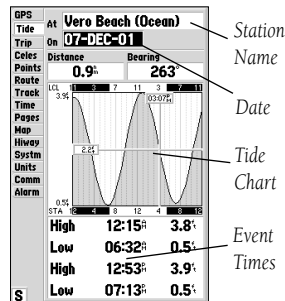 GPS
Tide
Trip
Celes
Points
Route
Track
Time
Pages
Map
Hiway
Systm
Units
Comm
Alarm
S
At Vero Beach (Ocean)
On 07-DEC-01
Distance Bearing
0.9 263°
LCL 11 3 7 11 3 7
3.9
03:07
2.2
0.5
STA 12 4 8 12 4 8 12
High 12:15 3.8
Low 06:32 0.5
High 12:53 3.9
Low 07:13 0.5
Station
Name
Date
Tide
Chart
Event
Times